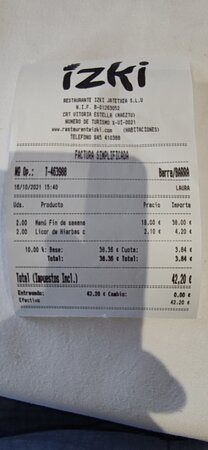 izki
RESTAURANTE IZKI JATETXEA S.L.U
N.I.F. B-01269053
CRT VITORIA ESTELLA (MAEZTU)
NUMERO DE TURISMO X-VI-0021
www.restauranteizki.com (HABITACIONES)
TELEFONO 945 410388
FACTURA SIMPLIFICADA
Nº Op.: T-463908 Barra/BARRA
16/10/2021 15:40 LAURA
Uds. Producto Precio Importe
2.00 Menú Fin de semana 19.00 € 38.00 €
2.00 Licor de hierbas c 2.10 € 4.20 €
10.00 % Base: 38.36 € Cuota: 3.84 €
Total: 38.36 € Total: 3.84 €
Total (Impuestos Incl.) 42.20 €
Entregado: 42.20 € Cambio: 0.00 €
Efectivo 42.20 €